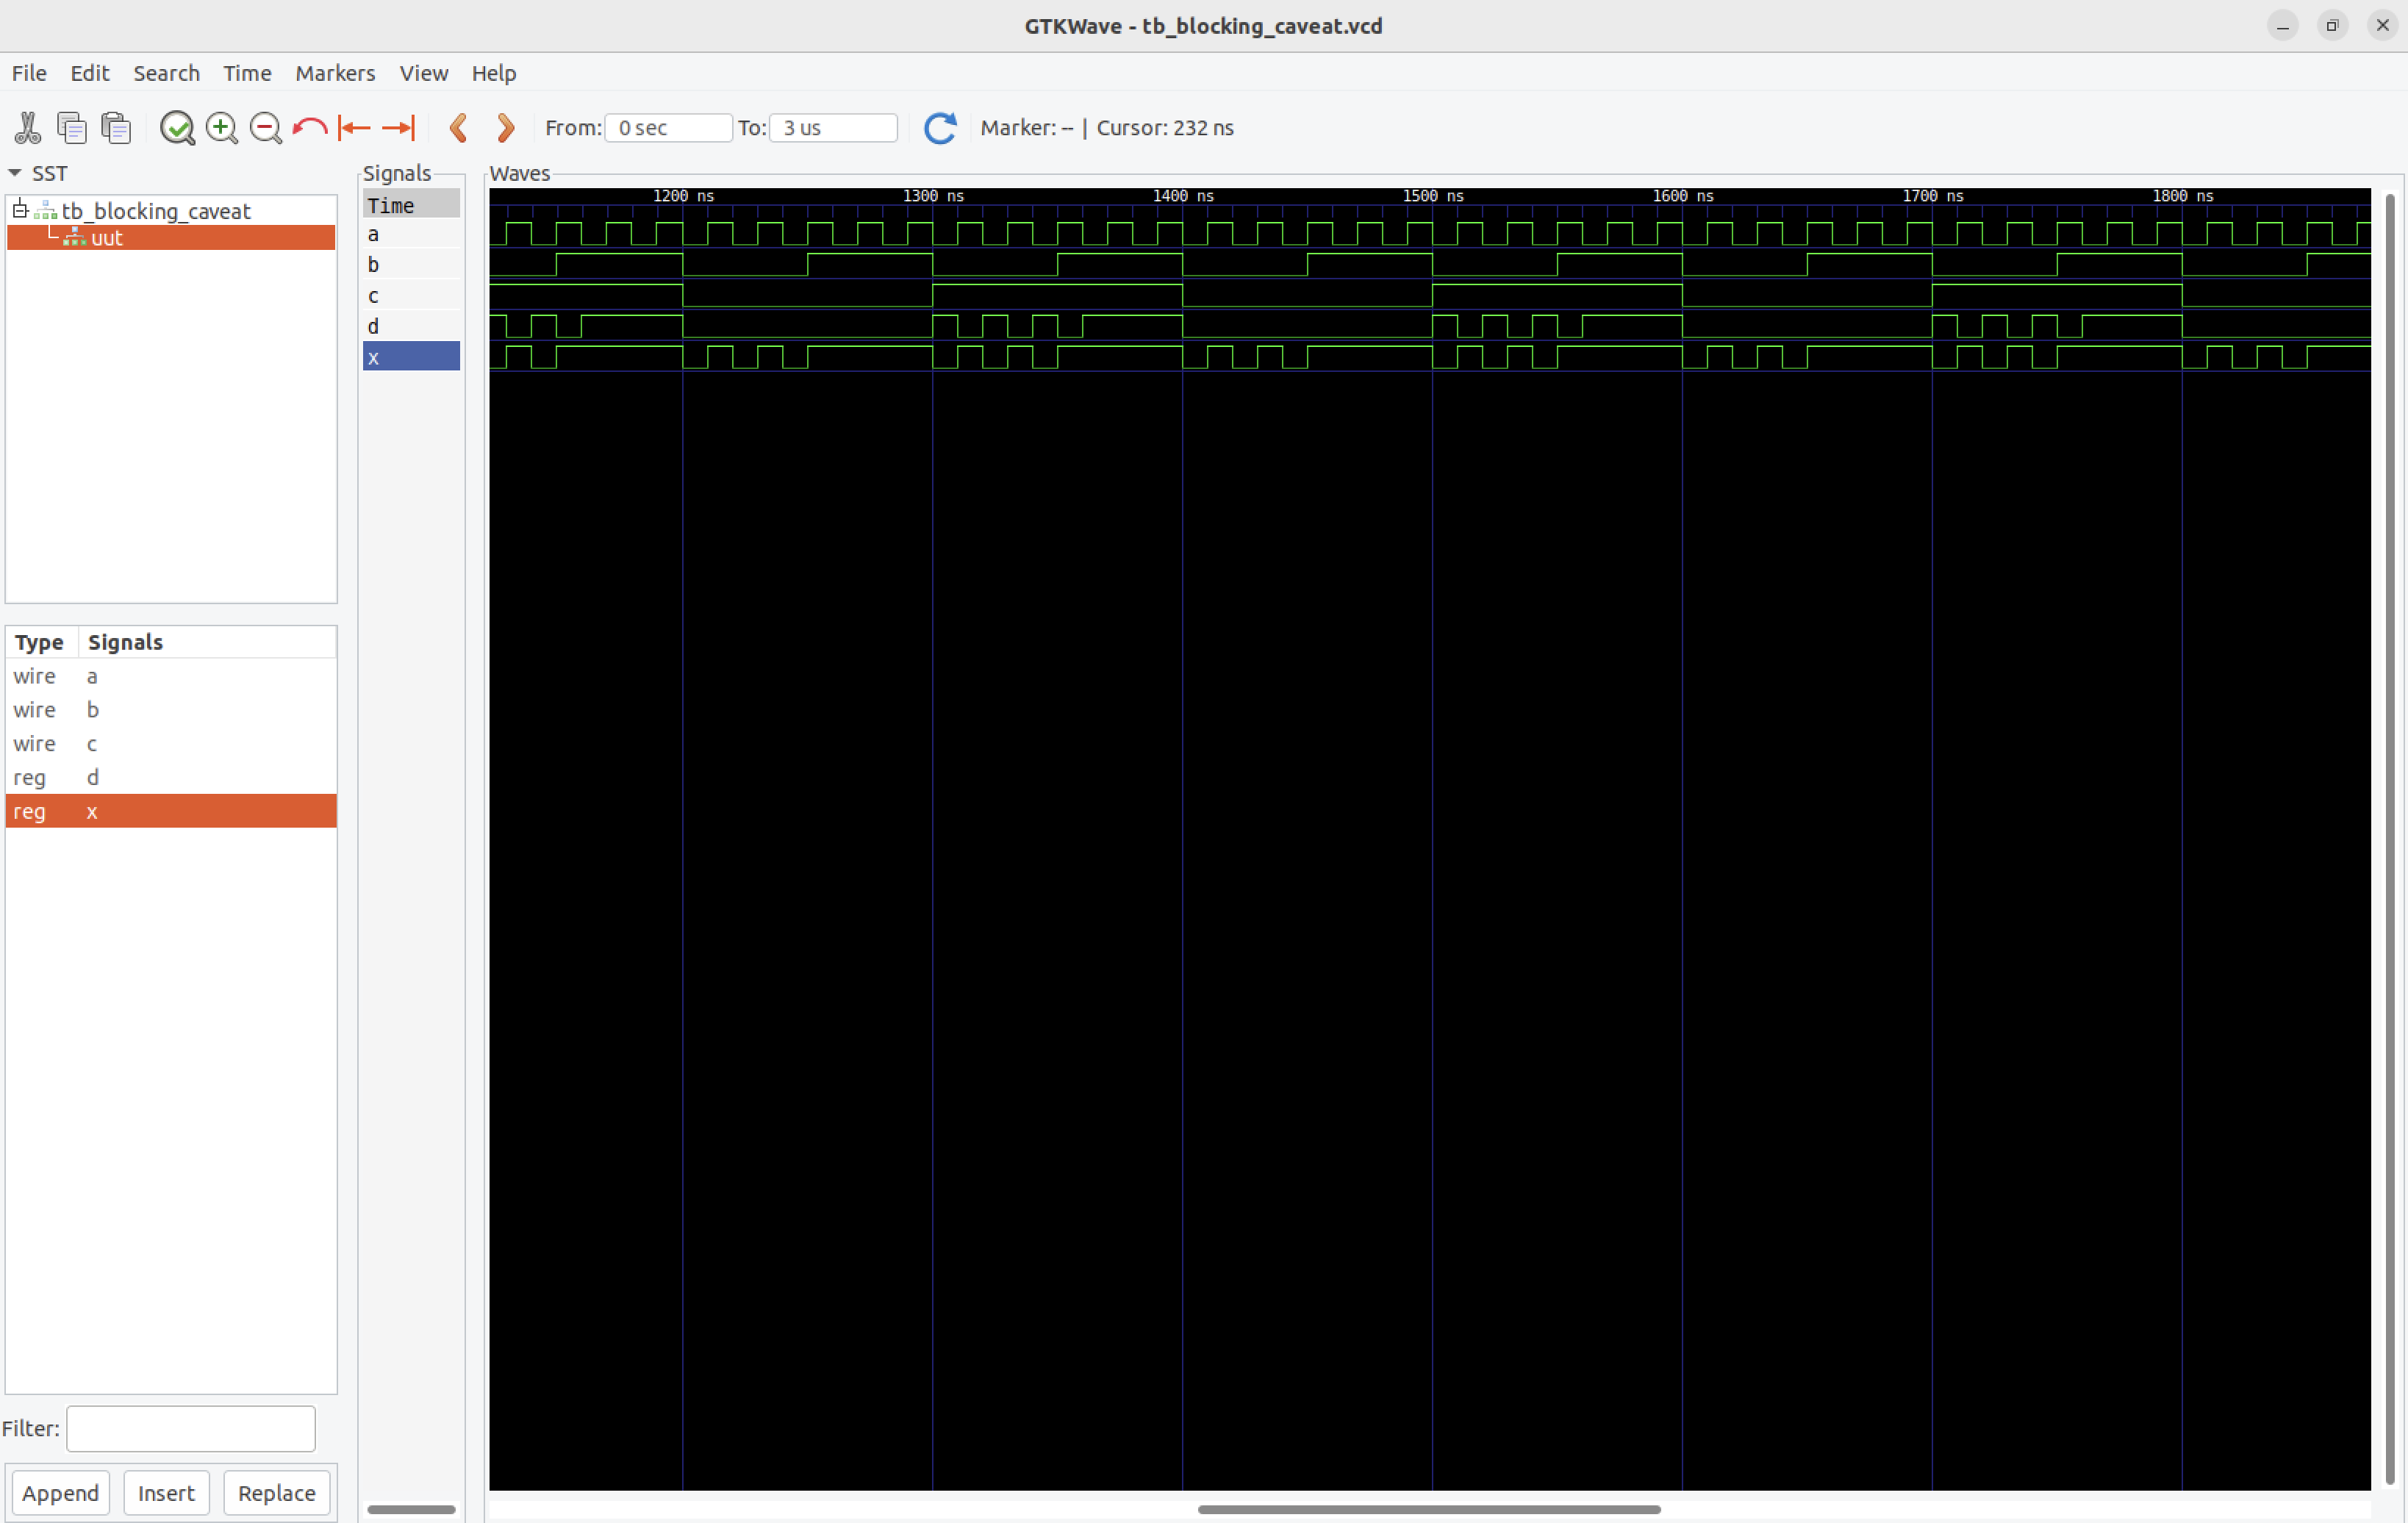 GTKWave - tb_blocking_caveat.vcd
File Edit Search Time Markers View Help
From: 0 sec To: 3 us Marker: -- | Cursor: 232 ns
SST
tb_blocking_caveat
uut
Type Signals
wire a
wire b
wire c
reg d
reg x
Filter:
Append Insert Replace
Signals
Time
a
b
c
d
x
Waves
1200 ns 1300 ns 1400 ns 1500 ns 1600 ns 1700 ns 1800 ns